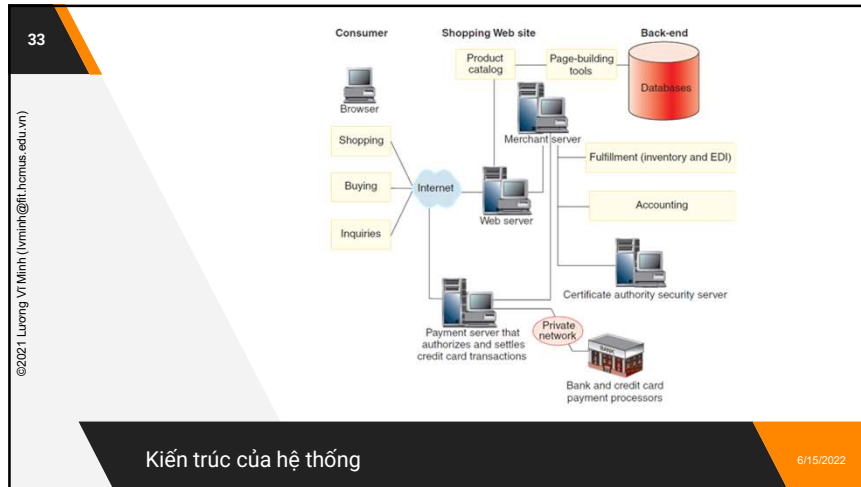 33
©2021 Lương Vĩ Minh (lvminh@fit.hcmus.edu.vn)
Consumer
Shopping Web site
Back-end
Product
catalog
Page-building
tools
Databases
Browser
Merchant server
Shopping
Fulfillment (inventory and EDI)
Buying
Internet
Web server
Accounting
Inquiries
Certificate authority security server
Payment server that
authorizes and settles
credit card transactions
Private
network
BANK
Bank and credit card
payment processors
Kiến trúc của hệ thống
6/15/2022